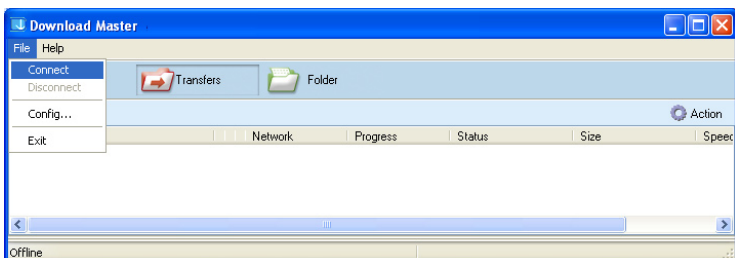 Download Master
File Help
Connect
Disconnect
Transfers
Folder
Config...
Action
Exit
Network Progress Status Size Speed
Offline